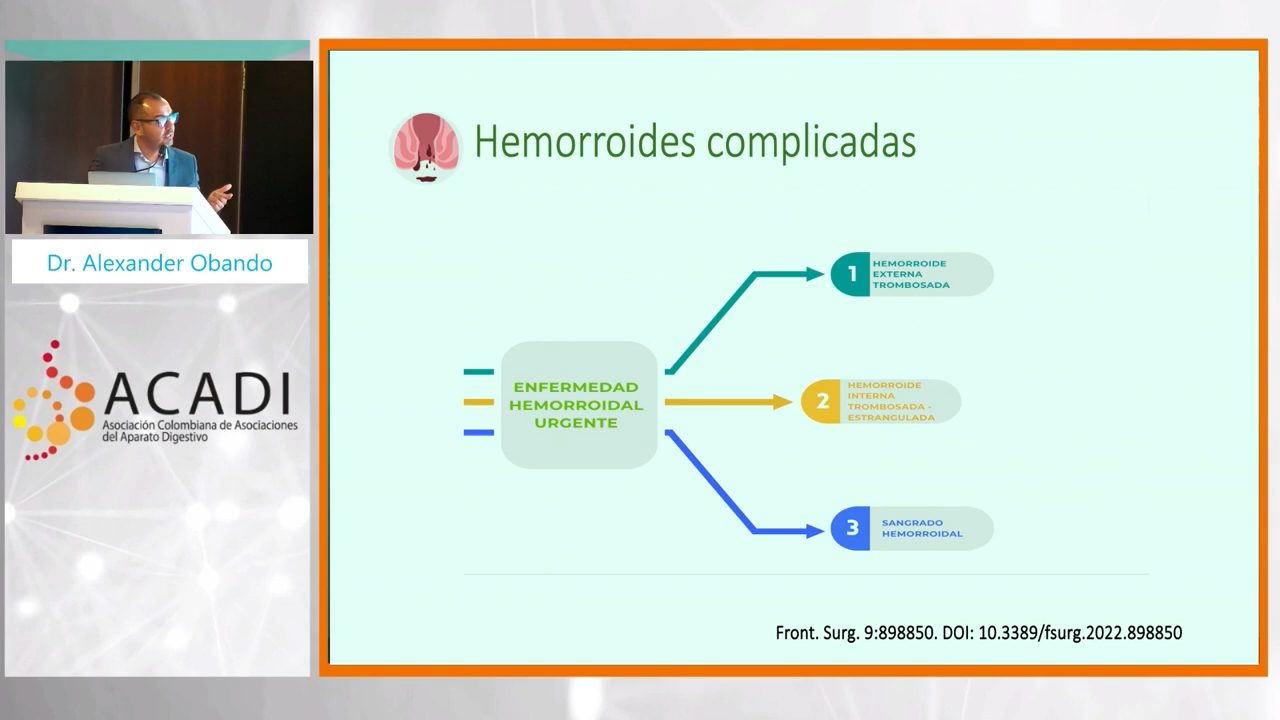 Dr. Alexander Obando
ACADI
Asociación Colombiana de Asociaciones
del Aparato Digestivo
Hemorroides complicadas
ENFERMEDAD
HEMORROIDAL
URGENTE
1
HEMORROIDE
EXTERNA
TROMBOSADA
2
HEMORROIDE
INTERNA
TROMBOSADA -
ESTRANGULADA
3
SANGRADO
HEMORROIDAL
Front. Surg. 9:898850. DOI: 10.3389/fsurg.2022.898850